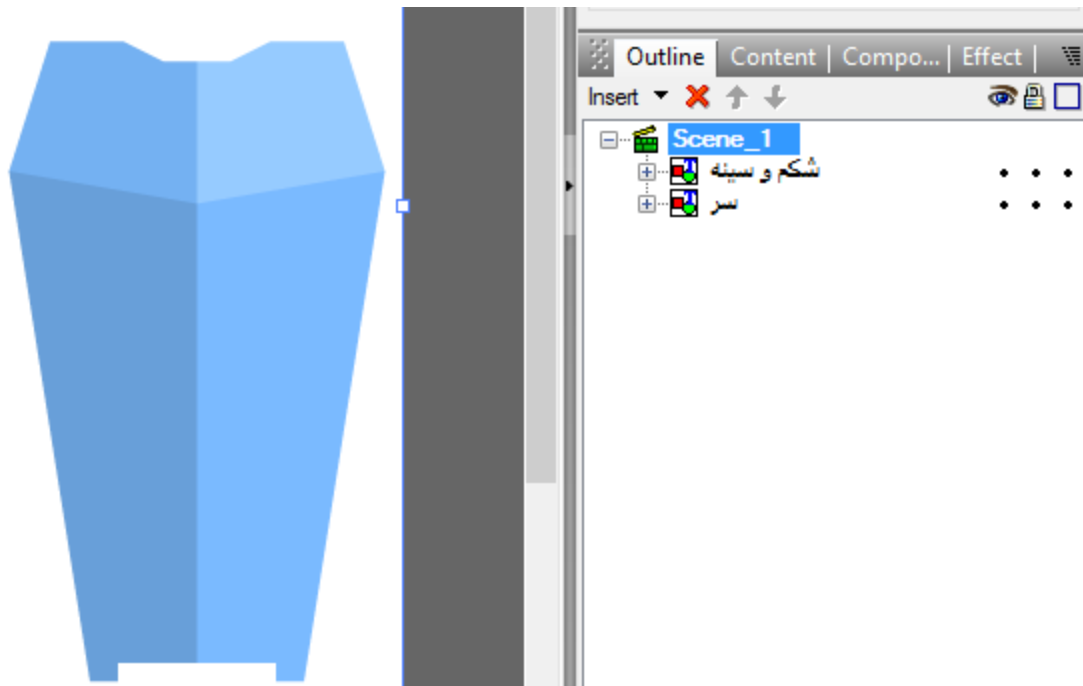 Outline Content Compo... Effect
Insert
Scene_1
شکم و سینه
سر